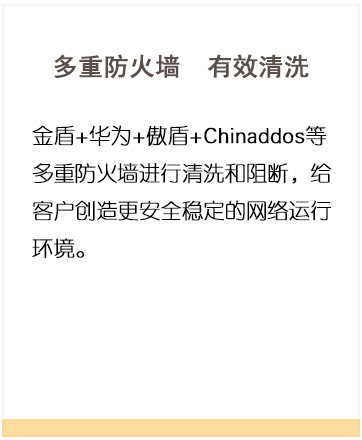 多重防火墙　有效清洗
金盾+华为+傲盾+Chinaddos等
多重防火墙进行清洗和阻断，给
客户创造更安全稳定的网络运行
环境。